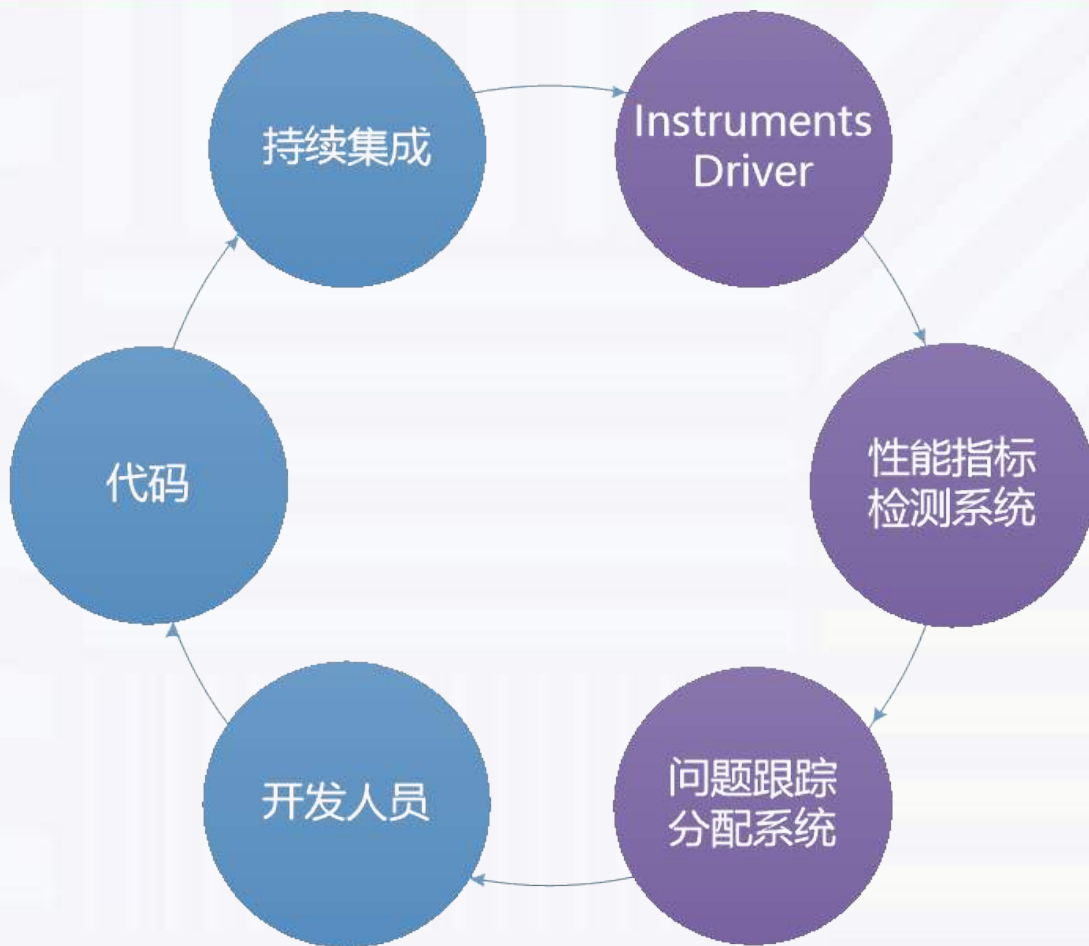 持续集成
Instruments
Driver
代码
性能指标
检测系统
开发人员
问题跟踪
分配系统